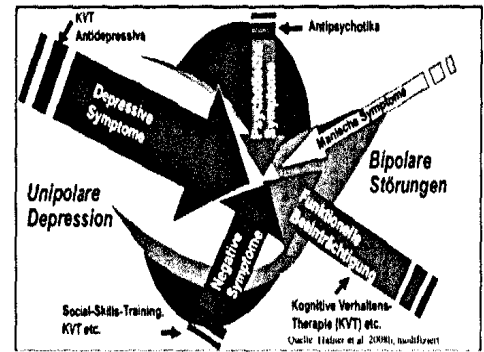 KVT
Antidepressiva
Antipsychotika
Depressive
Symptome
Manische Symptome
Bipolare
Störungen
Unipolare
Depression
Negative
Symptome
Funktionelle
Beeinträchtigung
Social-Skills-Training,
KVT etc.
Kognitive Verhaltens-
Therapie (KVT) etc.
Quelle: Häfner et al. 2008b, modifiziert